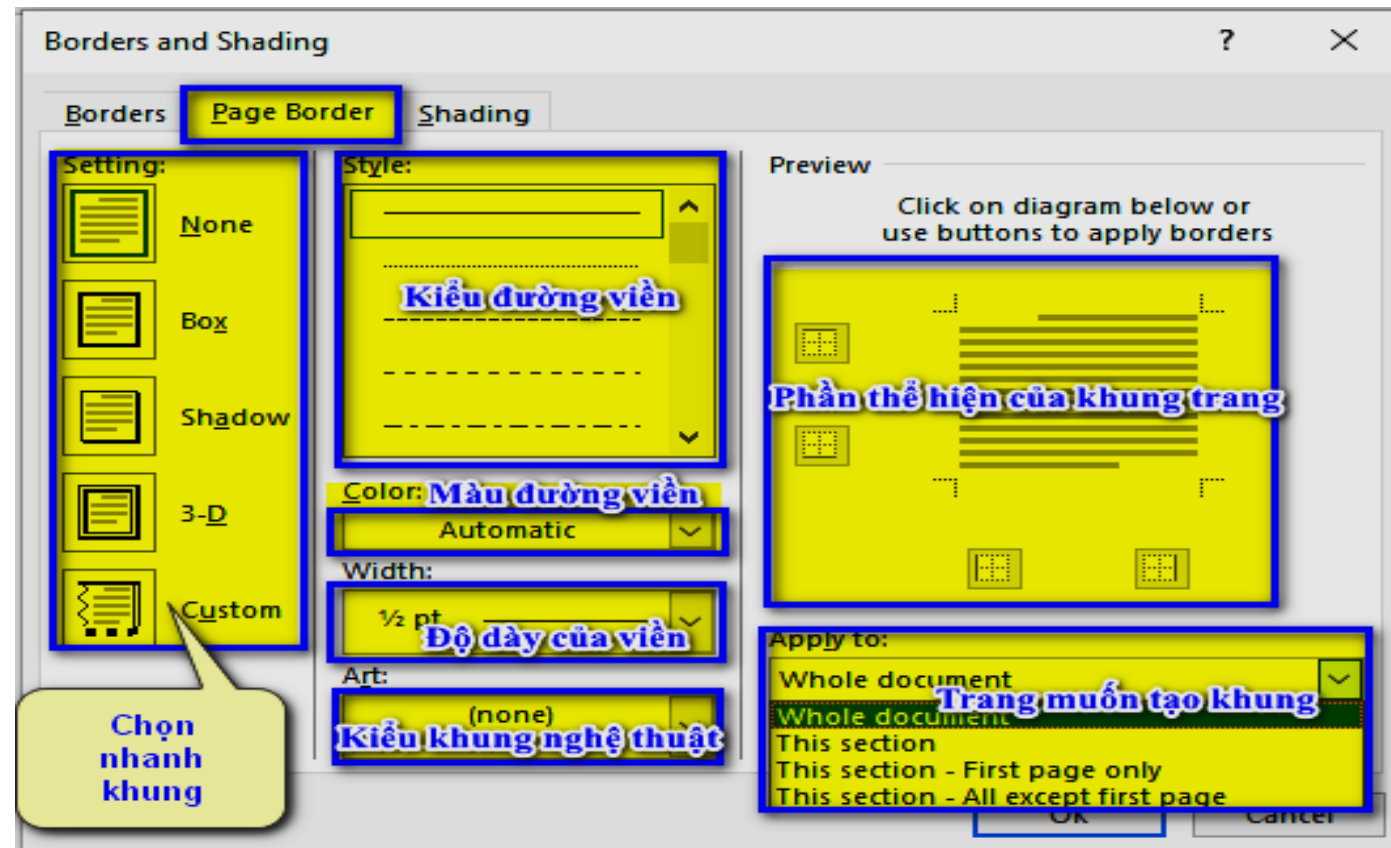 Borders and Shading
?
Borders
Page Border
Shading
Setting:
None
Box
Shadow
3-D
Custom
Chọn
nhanh
khung
Style:
Kiểu đường viền
Color: Màu đường viền
Automatic
Width:
½ pt
Độ dày của viền
Art:
(none)
Kiểu khung nghệ thuật
Preview
Click on diagram below or
use buttons to apply borders
Phần thể hiện của khung trang
Apply to:
Whole document
Trang muốn tạo khung
Whole document
This section
This section - First page only
This section - All except first page
OK
Cancel